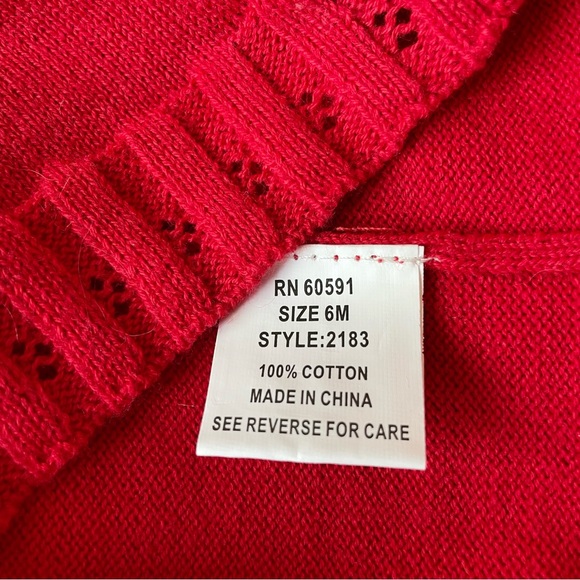 RN 60591
SIZE 6M
STYLE:2183
100% COTTON
MADE IN CHINA
SEE REVERSE FOR CARE